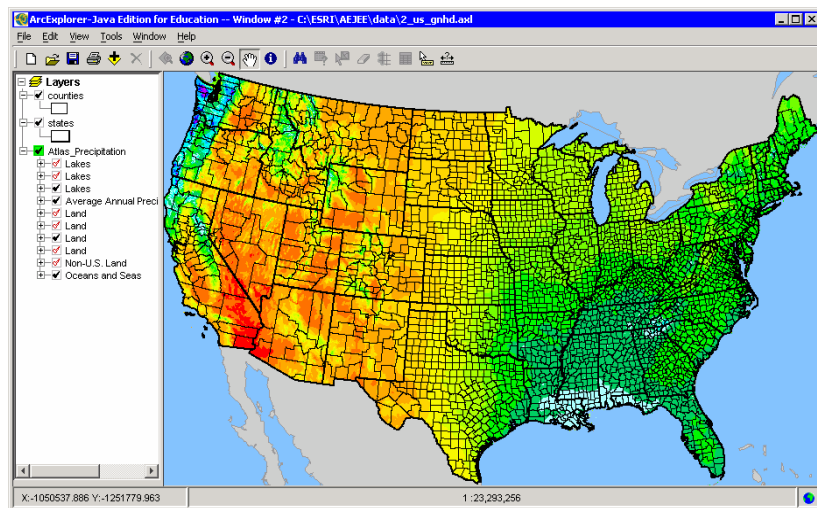 ArcExplorer-Java Edition for Education -- Window #2 - C:\ESRI\AEJEE\data\2_us_gnhd.axl
File Edit View Tools Window Help
Layers
counties
states
Atlas_Precipitation
Lakes
Lakes
Lakes
Average Annual Preci
Land
Land
Land
Land
Non-U.S. Land
Oceans and Seas
X:-1050537.886 Y:-1251779.963
1 :23,293,256